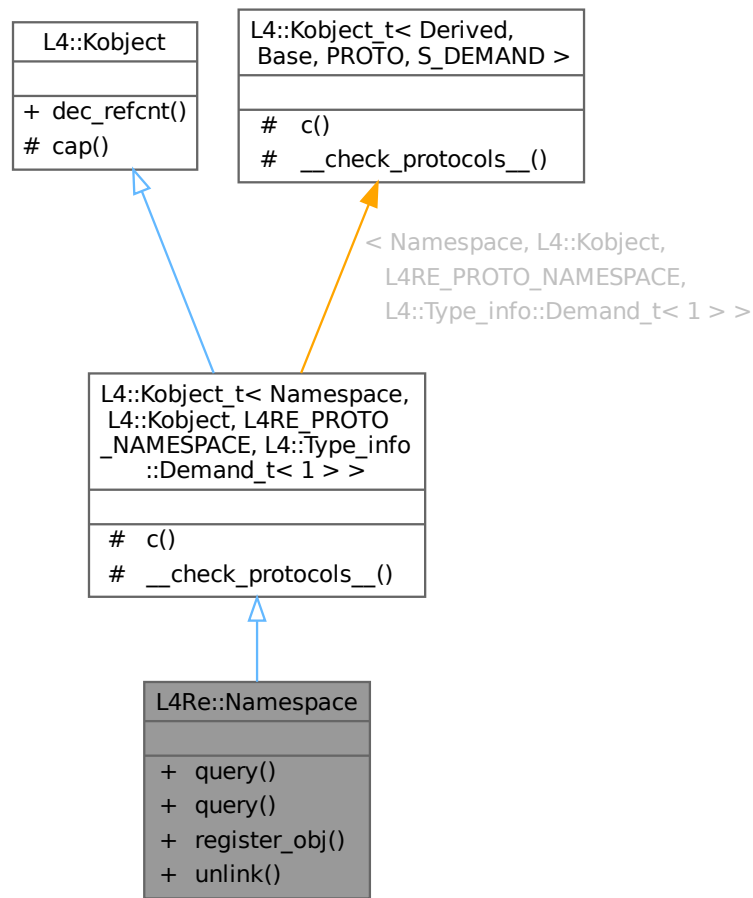 L4::Kobject
+ dec_refcnt()
# cap()
L4::Kobject_t< Derived,
Base, PROTO, S_DEMAND >
# c()
# __check_protocols__()
< Namespace, L4::Kobject,
L4RE_PROTO_NAMESPACE,
L4::Type_info::Demand_t< 1 > >
L4::Kobject_t< Namespace,
L4::Kobject, L4RE_PROTO
_NAMESPACE, L4::Type_info
::Demand_t< 1 > >
# c()
# __check_protocols__()
L4Re::Namespace
+ query()
+ query()
+ register_obj()
+ unlink()